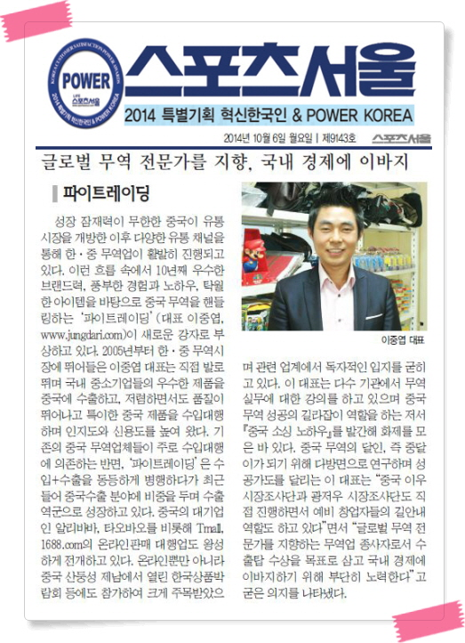 POWER
LIFE 스포츠서울
2014 특별기획 혁신한국인 & POWER KOREA
스포츠서울
2014 특별기획 혁신한국인 & POWER KOREA
2014년 10월 6일 월요일 | 제9143호 스포츠서울
글로벌 무역 전문가를 지향, 국내 경제에 이바지
파이트레이딩
성장 잠재력이 무한한 중국이 유통
시장을 개방한 이후 다양한 유통 채널을
통해 한·중 무역업이 활발히 진행되고
있다. 이런 흐름 속에서 10년째 우수한
브랜드력, 풍부한 경험과 노하우, 탁월
한 아이템을 바탕으로 중국 무역을 핸들
링하는 '파이트레이딩'(대표 이중엽,
www.jungdari.com)이 새로운 강자로 부
상하고 있다. 2005년부터 한·중 무역시
장에 뛰어든 이중엽 대표는 직접 발로
뛰며 국내 중소기업들의 우수한 제품을
중국에 수출하고, 저렴하면서도 품질이
뛰어나고 특이한 중국 제품을 수입대행
하며 인지도와 신용도를 높여 왔다. 기
존의 중국 무역업체들이 주로 수입대행
에 의존하는 반면, '파이트레이딩'은 수
입+수출을 동등하게 병행하다가 최근
들어 중국수출 분야에 비중을 두며 수출
역군으로 성장하고 있다. 중국의 대기업
인 알리바바, 타오바오를 비롯해 Tmall,
1688.com의 온라인판매 대행업도 왕성
하게 전개하고 있다. 온라인뿐만 아니라
중국 산둥성 제남에서 열린 한국상품박
람회 등에도 참가하여 크게 주목받았으
이중엽 대표
며 관련 업계에서 독자적인 입지를 굳히
고 있다. 이 대표는 다수 기관에서 무역
실무에 대한 강의를 하고 있으며 중국
무역 성공의 길라잡이 역할을 하는 저서
『중국 소싱 노하우』를 발간해 화제를 모
은 바 있다. 중국 무역의 달인, 즉 중달
이가 되기 위해 다방면으로 연구하며 성
공가도를 달리는 이 대표는 "중국 이우
시장조사단과 광저우 시장조사단도 직
접 진행하면서 예비 창업자들의 길안내
역할도 하고 있다"면서 "글로벌 무역 전
문가를 지향하는 무역업 종사자로서 수
출탑 수상을 목표로 삼고 국내 경제에
이바지하기 위해 부단히 노력한다"고
굳은 의지를 나타냈다.